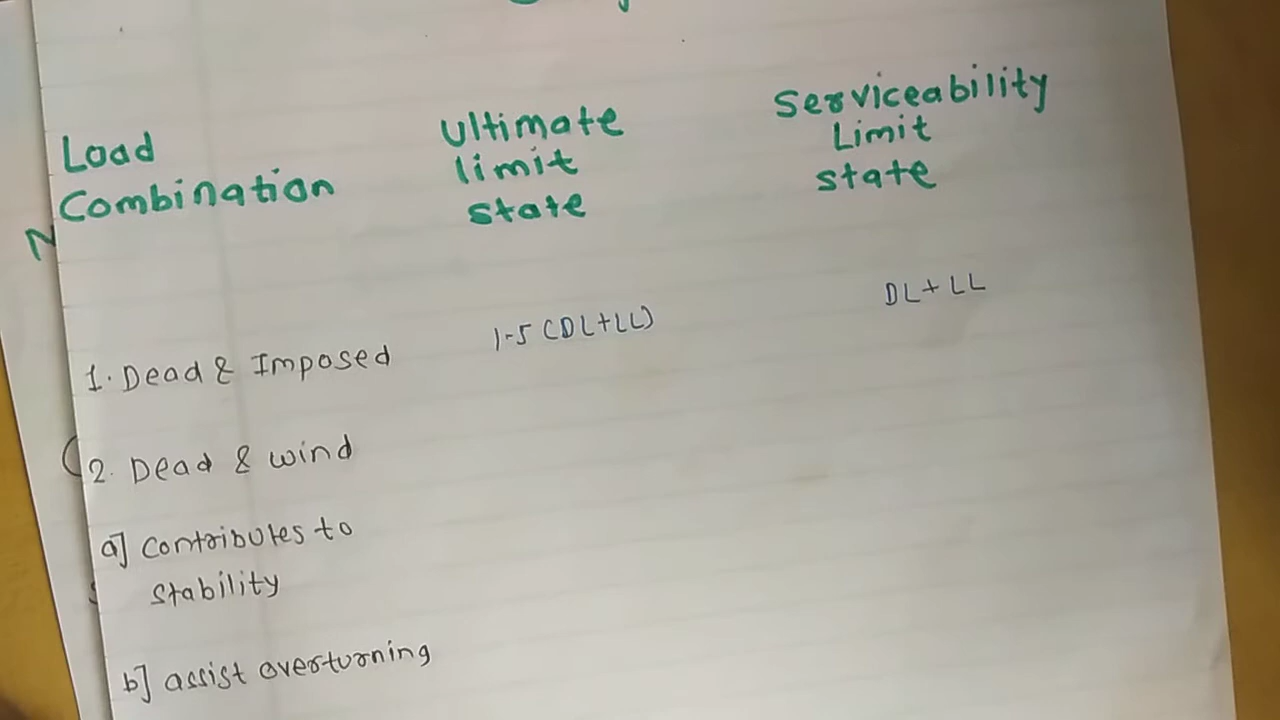 Load
Combination
Ultimate
limit
state
Serviceability
Limit
state
1. Dead & Imposed
1.5 (DL+LL)
DL+ LL
2. Dead & wind
a] Contributes to
stability
b] assist overturning